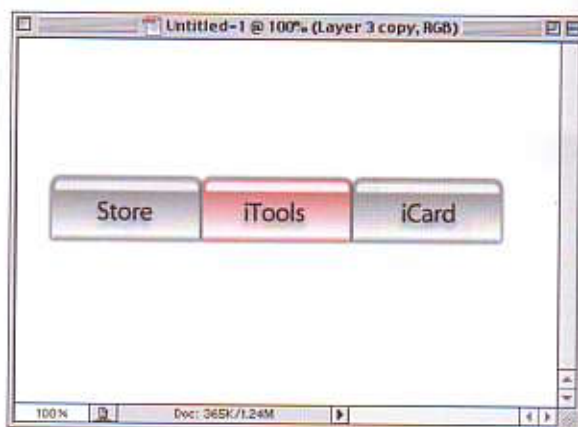 Untitled-1 @ 100% (Layer 3 copy, RGB)
Store iTools iCard
100% Doc: 365K/1.24M